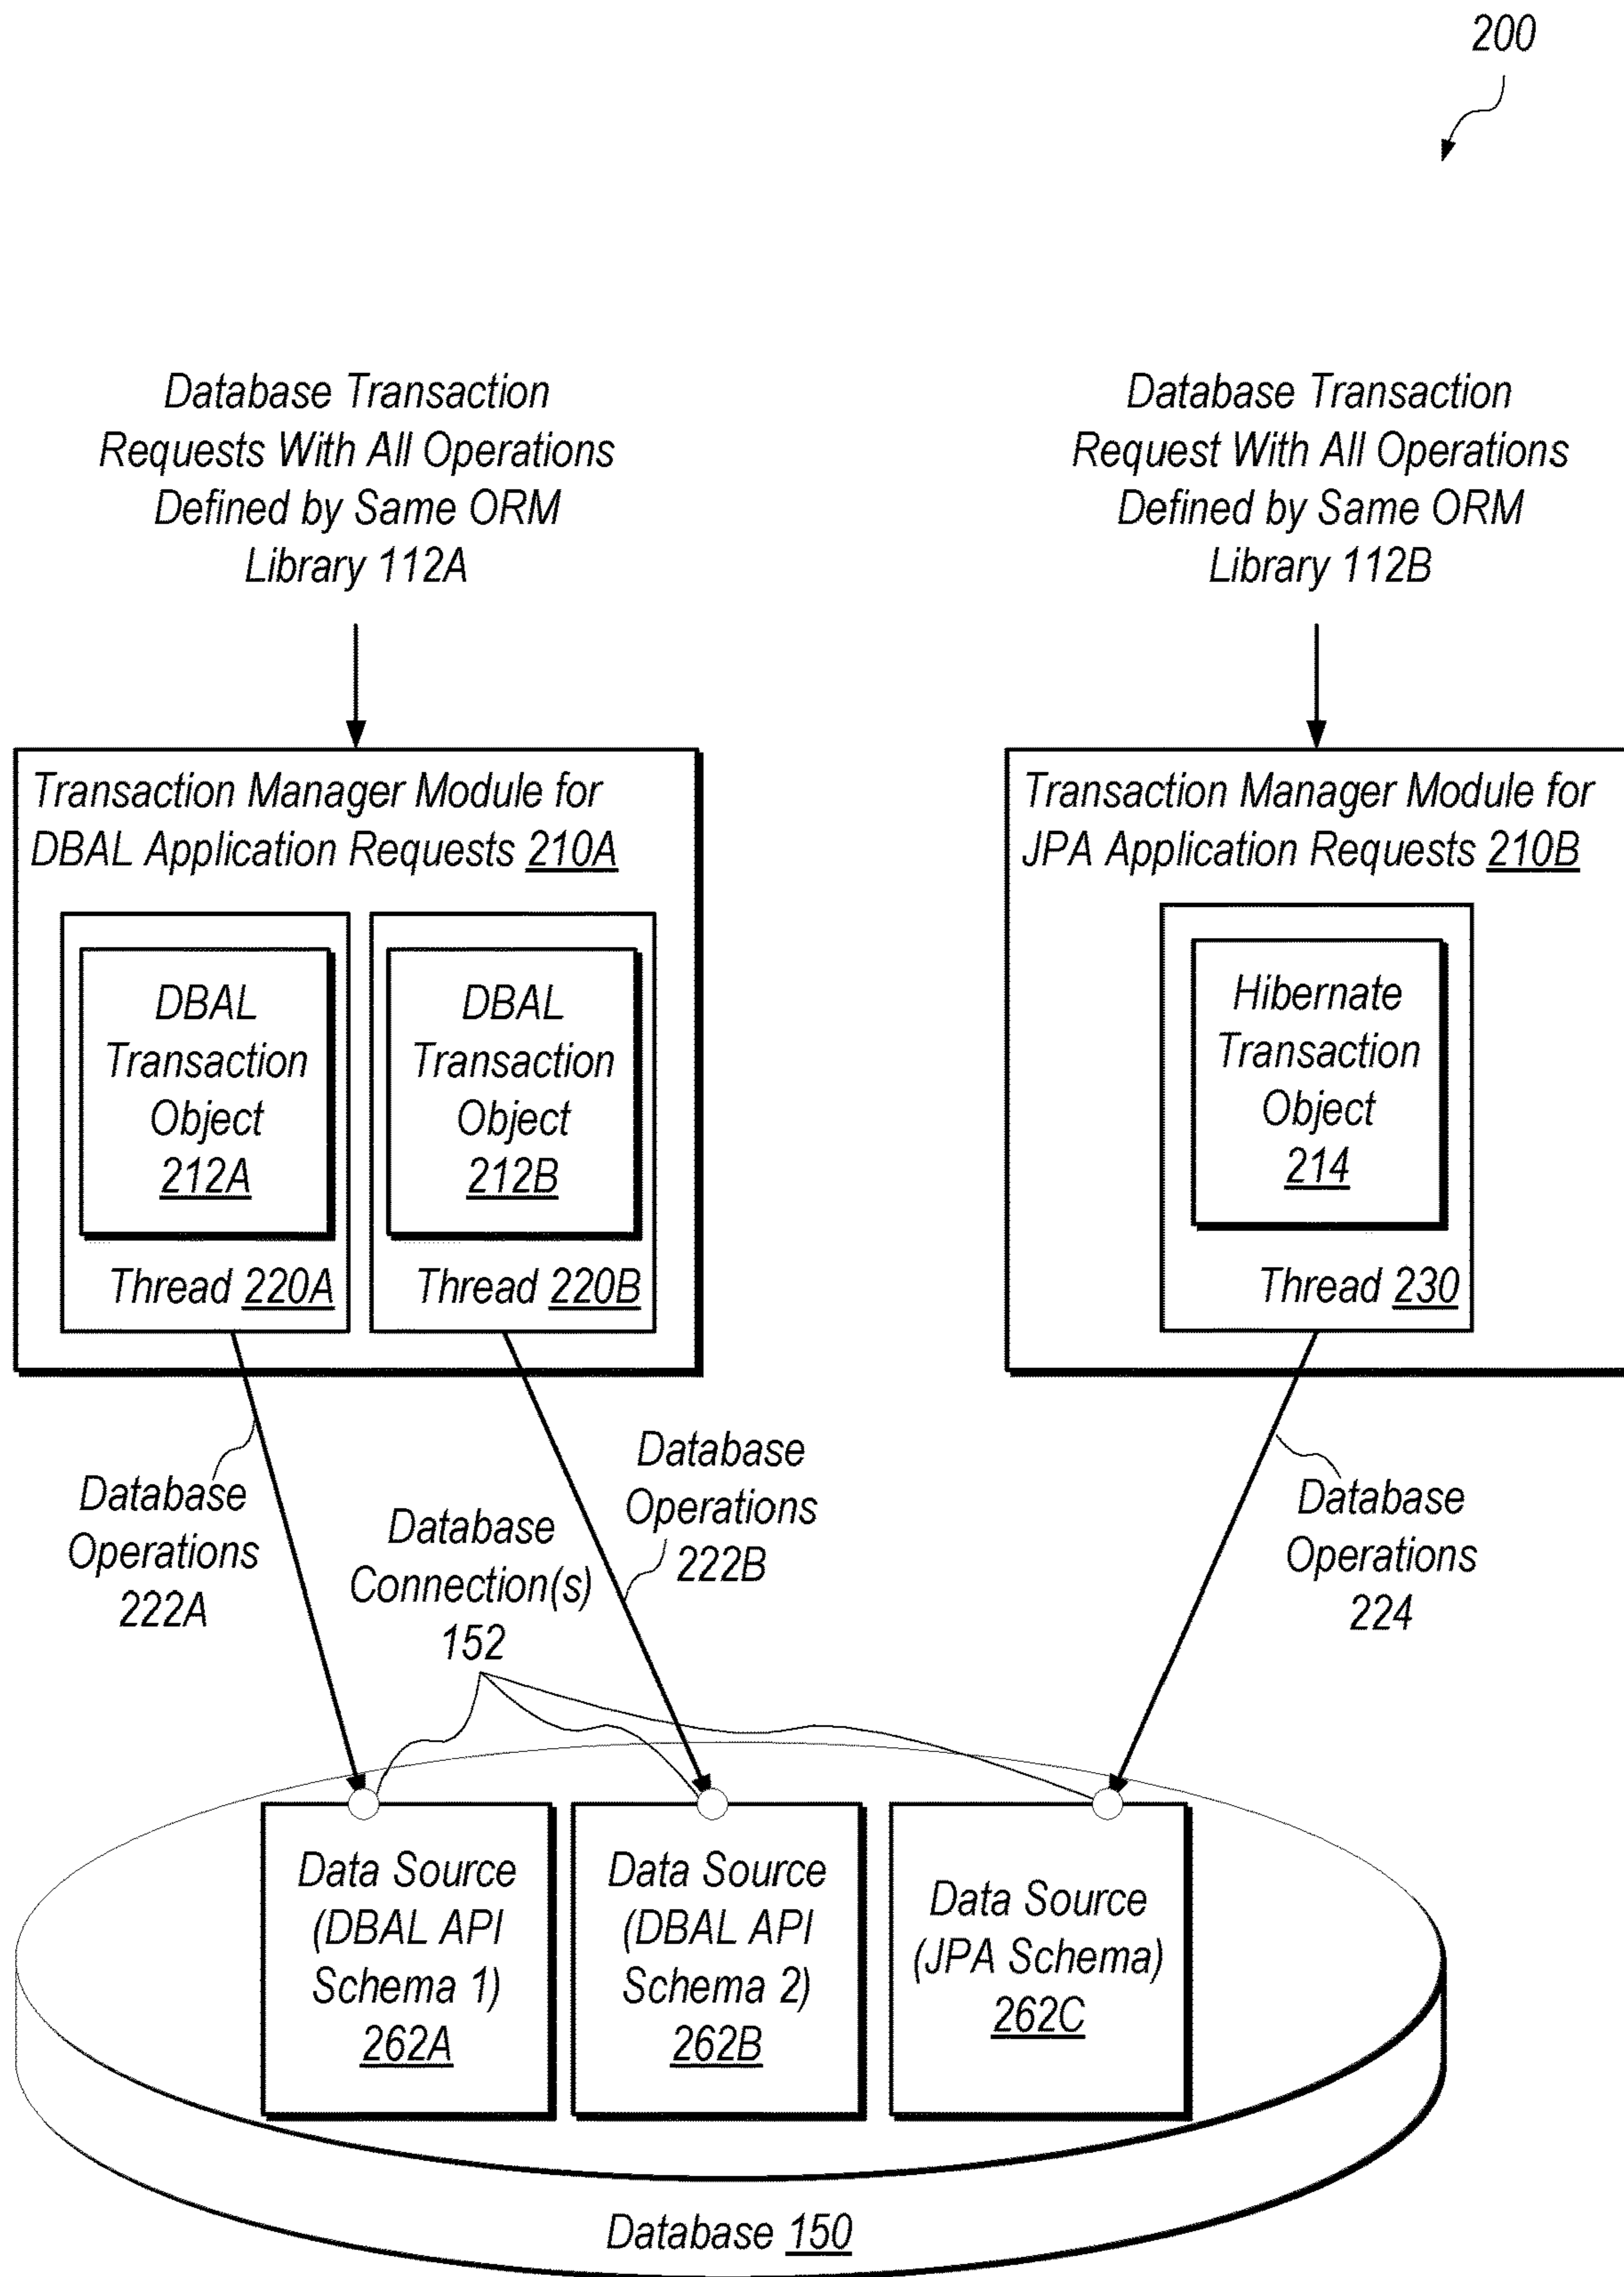 200
Database Transaction
Requests With All Operations
Defined by Same ORM
Library 112A
Database Transaction
Request With All Operations
Defined by Same ORM
Library 112B
Transaction Manager Module for
DBAL Application Requests 210A
DBAL
Transaction
Object
212A
Thread 220A
DBAL
Transaction
Object
212B
Thread 220B
Transaction Manager Module for
JPA Application Requests 210B
Hibernate
Transaction
Object
214
Thread 230
Database
Operations
222A
Database
Connection(s)
152
Database
Operations
222B
Database
Operations
224
Data Source
(DBAL API
Schema 1)
262A
Data Source
(DBAL API
Schema 2)
262B
Data Source
(JPA Schema)
262C
Database 150